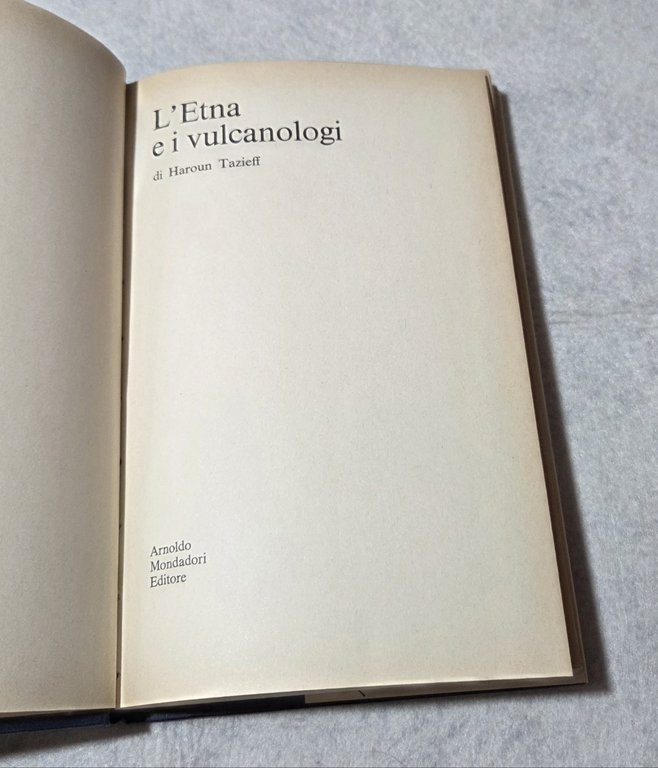 L'Etna
e i vulcanologi
di Haroun Tazieff
Arnoldo
Mondadori
Editore